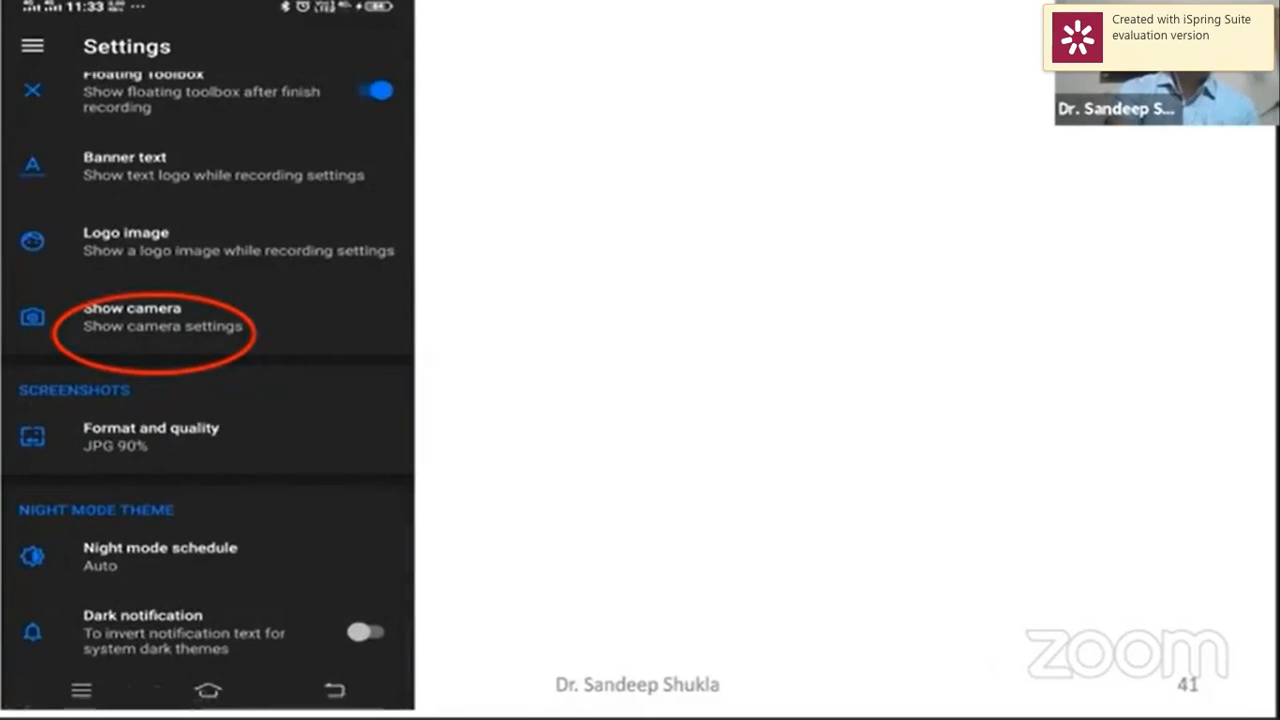 11:33
Settings
Floating Toolbox
Show floating toolbox after finish
recording
Banner text
Show text logo while recording settings
Logo image
Show a logo image while recording settings
Show camera
Show camera settings
SCREENSHOTS
Format and quality
JPG 90%
NIGHT MODE THEME
Night mode schedule
Auto
Dark notification
To invert notification text for
system dark themes
Created with iSpring Suite
evaluation version
Dr. Sandeep S...
zoom
Dr. Sandeep Shukla
41